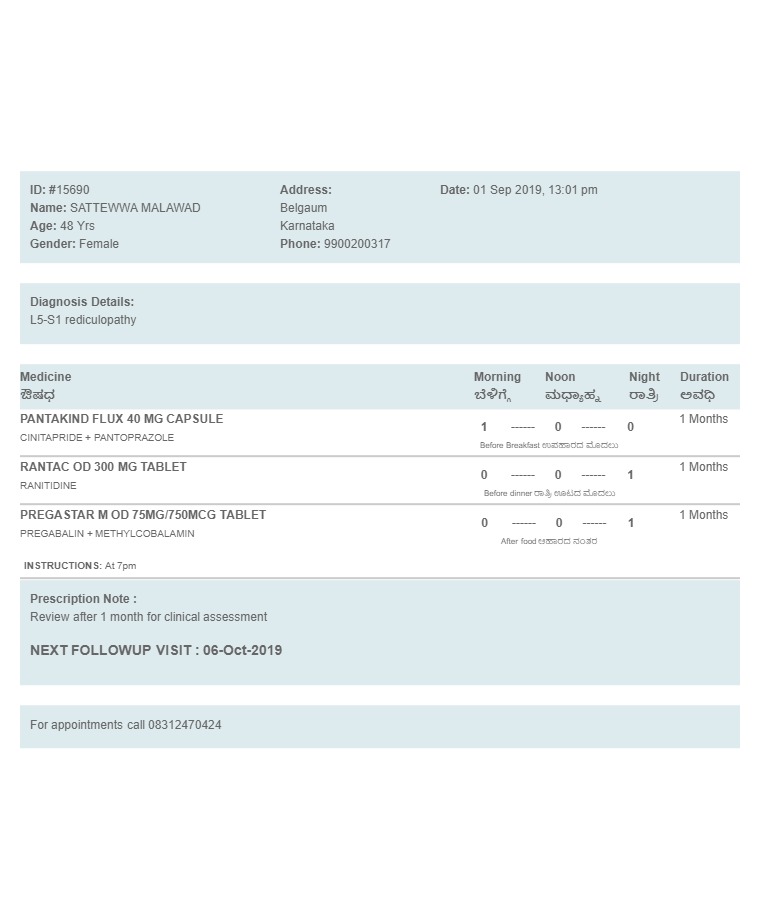 ID: #15690
Name: SATTEWWA MALAWAD
Age: 48 Yrs
Gender: Female
Address:
Belgaum
Karnataka
Phone: 9900200317
Date: 01 Sep 2019, 13:01 pm
Diagnosis Details:
L5-S1 rediculopathy
Medicine Morning Noon Night Duration
ಔಷಧ ಬೆಳಿಗ್ಗೆ ಮಧ್ಯಾಹ್ನ ರಾತ್ರಿ ಅವಧಿ
PANTAKIND FLUX 40 MG CAPSULE 1 Months
1 ------ 0 ------ 0
CINITAPRIDE + PANTOPRAZOLE
Before Breakfast ಉಪಹಾರದ ಮೊದಲು
RANTAC OD 300 MG TABLET 1 Months
0 ------ 0 ------ 1
RANITIDINE
Before dinner ರಾತ್ರಿ ಊಟದ ಮೊದಲು
PREGASTAR M OD 75MG/750MCG TABLET 1 Months
0 ------ 0 ------ 1
PREGABALIN + METHYLCOBALAMIN
After food ಆಹಾರದ ನಂತರ
INSTRUCTIONS: At 7pm
Prescription Note :
Review after 1 month for clinical assessment
NEXT FOLLOWUP VISIT : 06-Oct-2019
For appointments call 08312470424